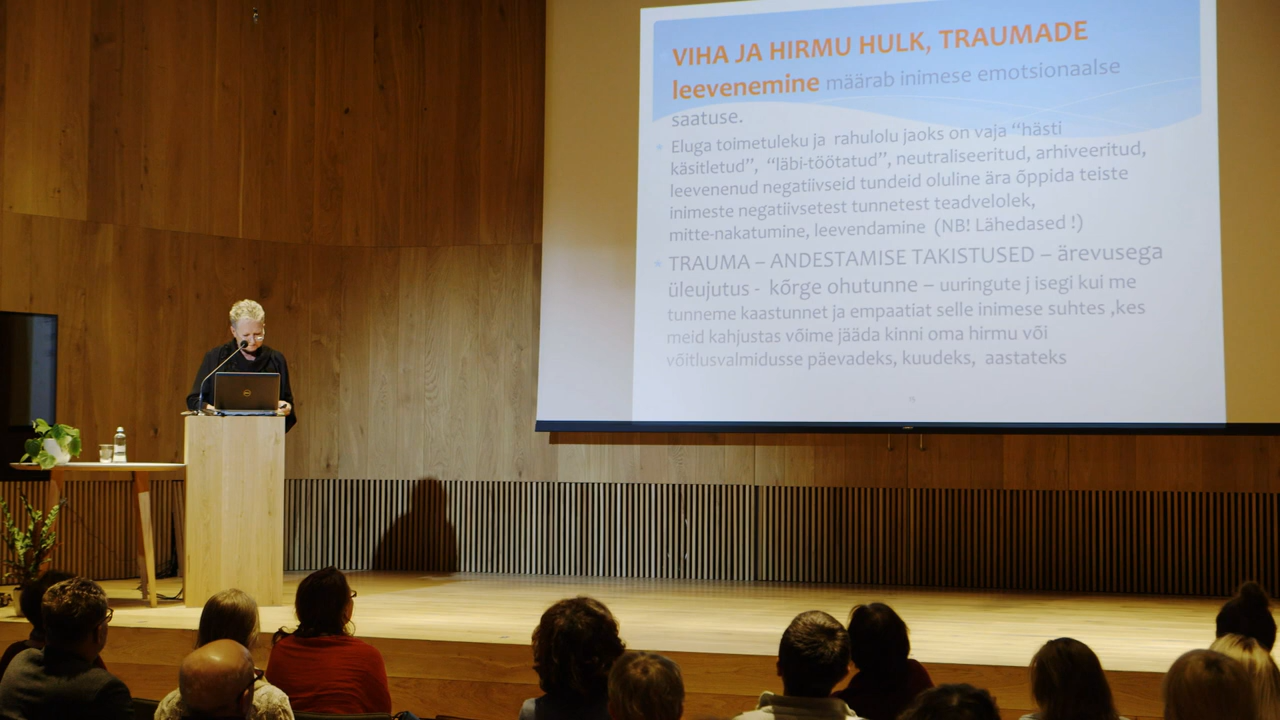 VIHA JA HIRMU HULK, TRAUMADE
leevenemine määrab inimese emotsionaalse
saatuse.
Eluga toimetuleku ja rahulolu jaoks on vaja “hästi
käsitletud”, “läbi-töötatud”, neutraliseeritud, arhiveeritud,
leevenenud negatiivseid tundeid oluline ära õppida teiste
inimeste negatiivsetest tunnetest teadvelolek,
mitte-nakatumine, leevendamine (NB! Lähedased !)
TRAUMA – ANDESTAMISE TAKISTUSED – ärevusega
üleujutus - kõrge ohutunne – uuringute j isegi kui me
tunneme kaastunnet ja empaatiat selle inimese suhtes ,kes
meid kahjustas võime jääda kinni oma hirmu või
võitlusvalmidusse päevadeks, kuudeks, aastateks
DELL